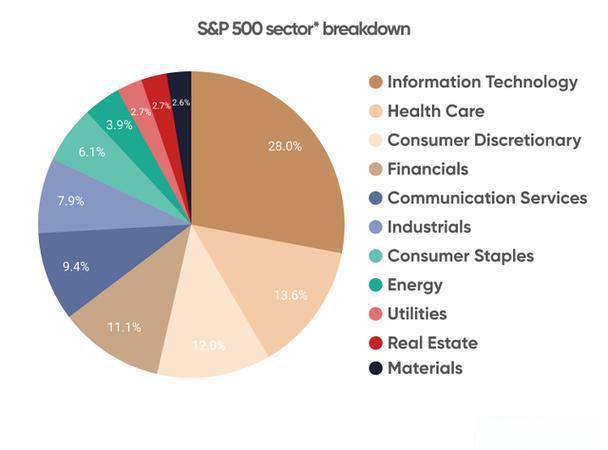 S&P 500 sector* breakdown
28.0%
13.6%
12.0%
11.1%
9.4%
7.9%
6.1%
3.9%
2.7%
2.7%
2.6%
Information Technology
Health Care
Consumer Discretionary
Financials
Communication Services
Industrials
Consumer Staples
Energy
Utilities
Real Estate
Materials